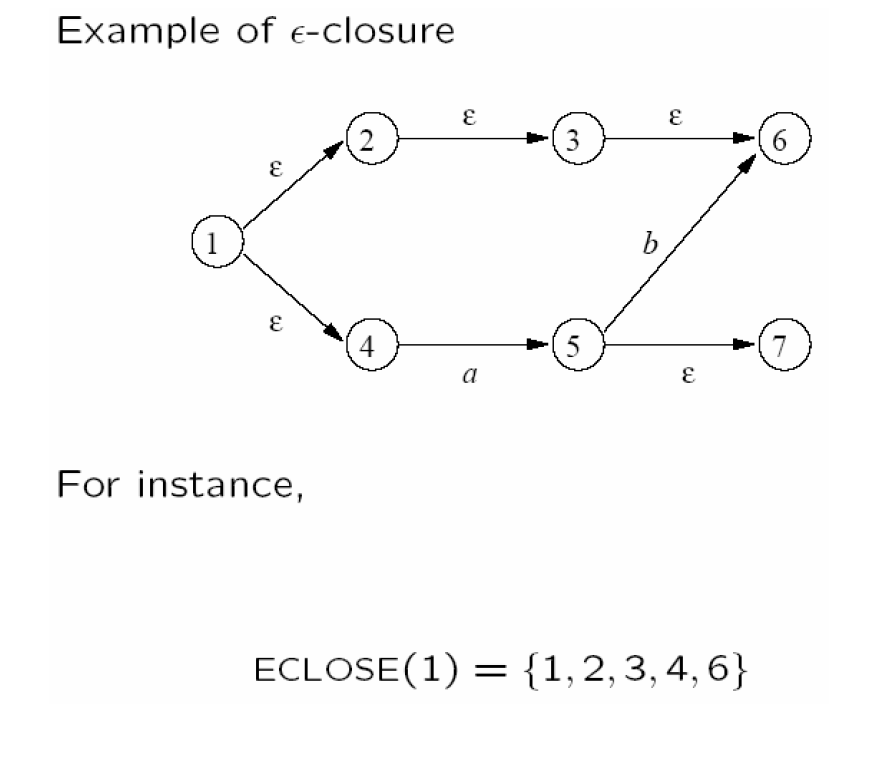 Example of ϵ-closure
ε
ε
2
3
6
ε
1
b
ε
4
5
7
a
ε
For instance,
ECLOSE(1) = {1, 2, 3, 4, 6}